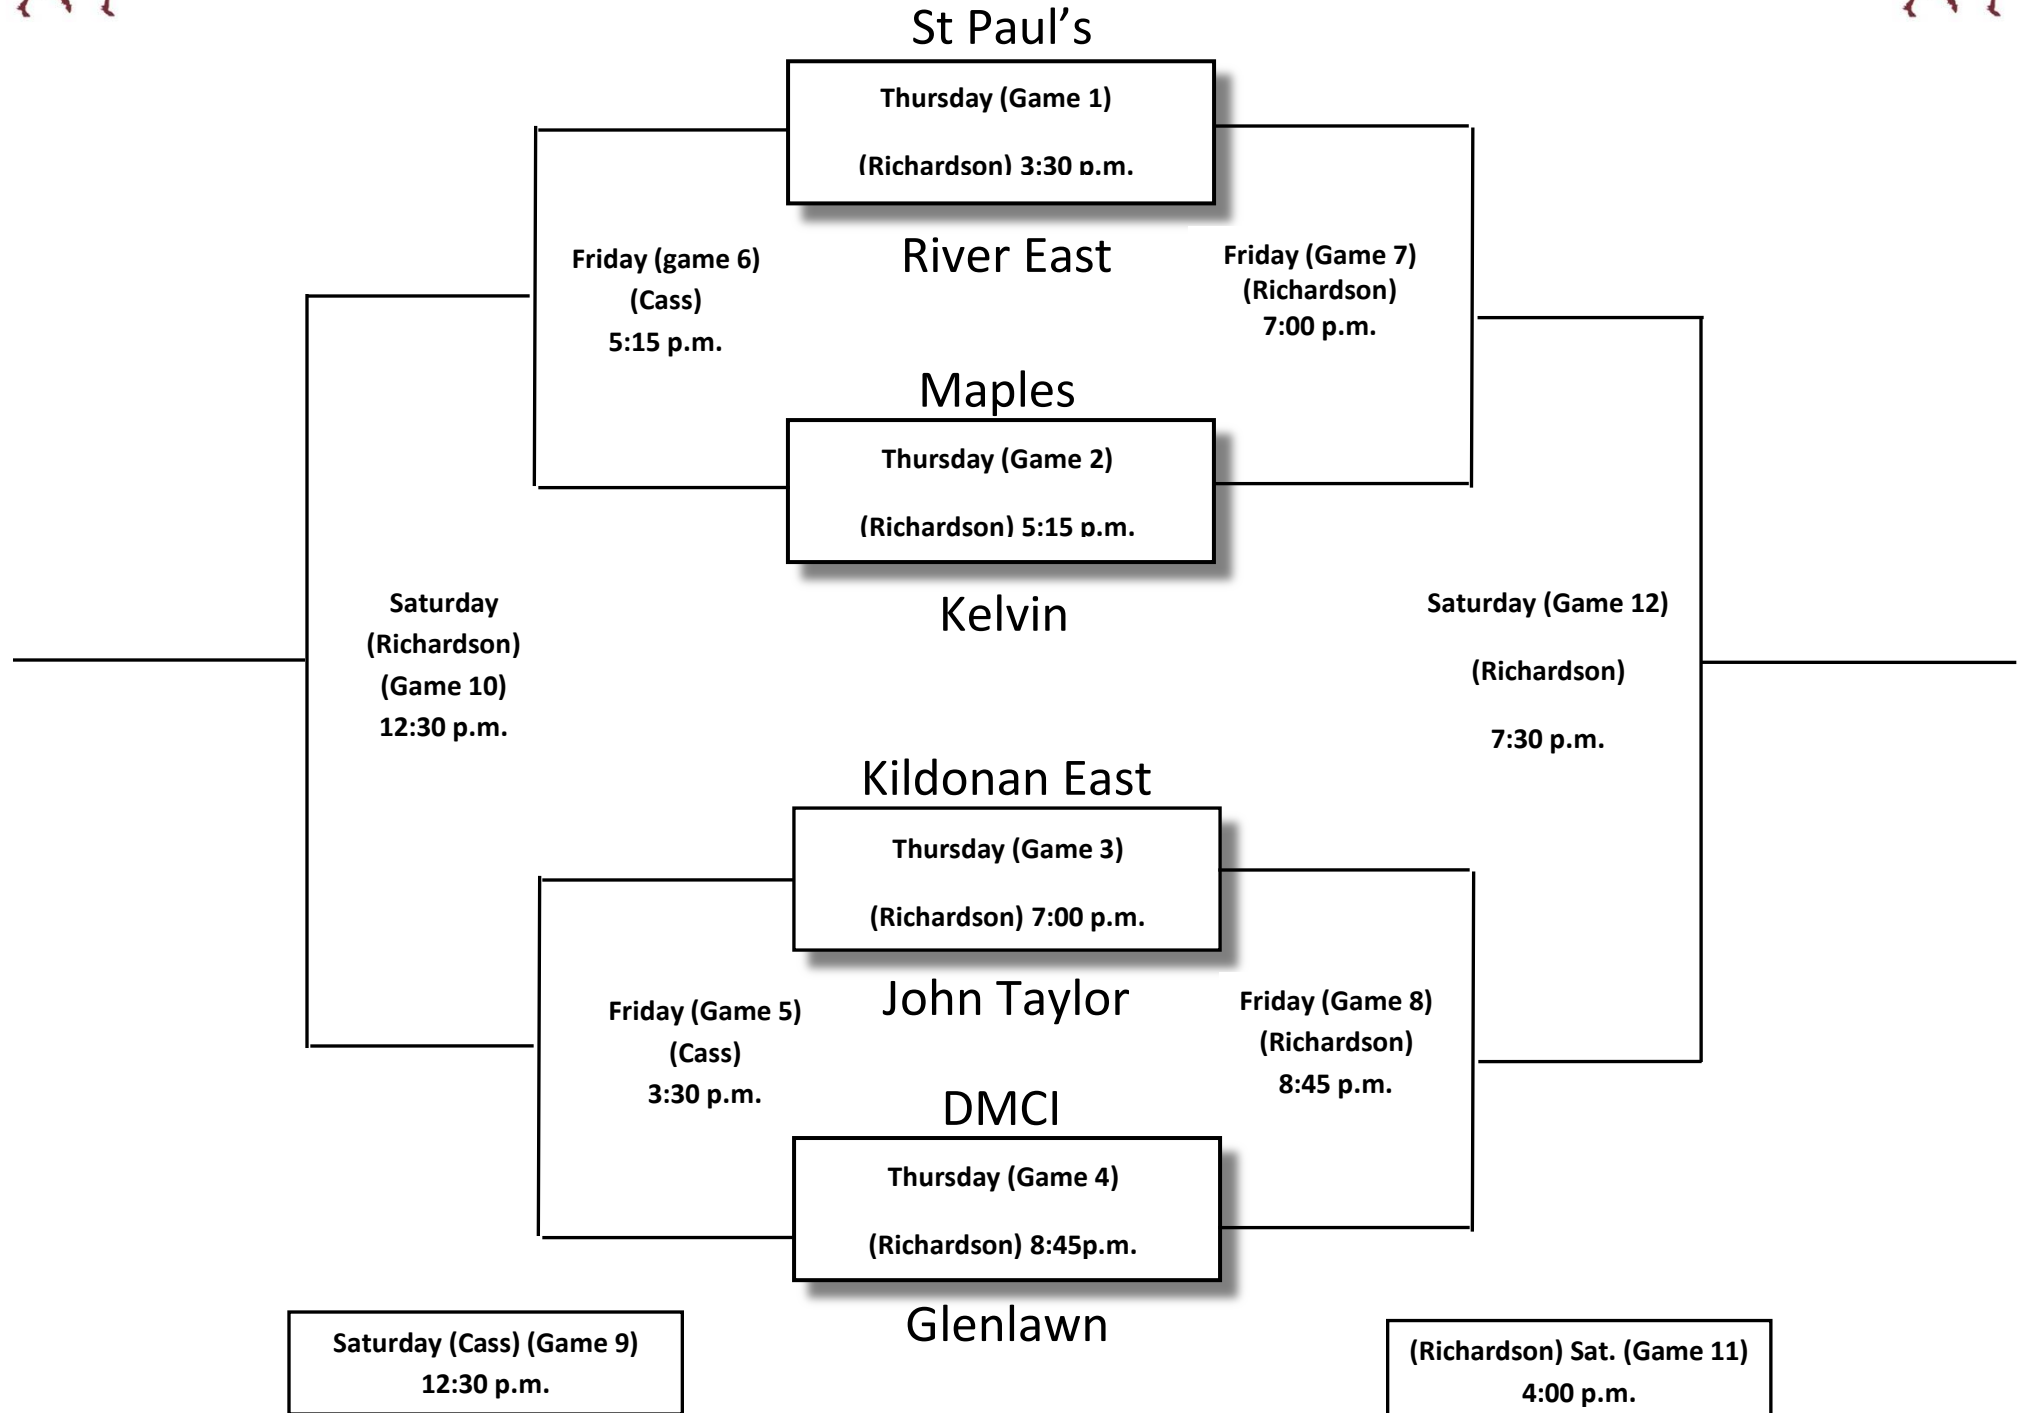 St Paul’s
Thursday (Game 1)
(Richardson) 3:30 p.m.
River East
Friday (game 6)
(Cass)
5:15 p.m.
Friday (Game 7)
(Richardson)
7:00 p.m.
Maples
Thursday (Game 2)
(Richardson) 5:15 p.m.
Kelvin
Saturday
(Richardson)
(Game 10)
12:30 p.m.
Saturday (Game 12)
(Richardson)
7:30 p.m.
Kildonan East
Thursday (Game 3)
(Richardson) 7:00 p.m.
John Taylor
Friday (Game 5)
(Cass)
3:30 p.m.
Friday (Game 8)
(Richardson)
8:45 p.m.
DMCI
Thursday (Game 4)
(Richardson) 8:45p.m.
Glenlawn
Saturday (Cass) (Game 9)
12:30 p.m.
(Richardson) Sat. (Game 11)
4:00 p.m.